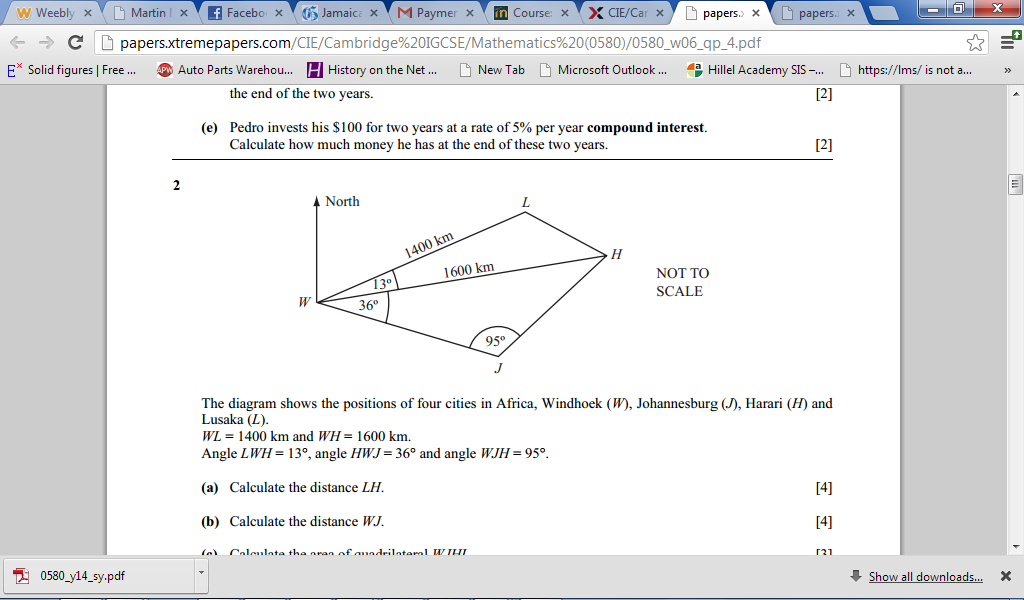 Weebly
Martin
Facebo
Jamaica
Paymer
Course
CIE/Car
papers.x
papers.
papers.xtremepapers.com/CIE/Cambridge%20IGCSE/Mathematics%20(0580)/0580_w06_qp_4.pdf
Solid figures | Free ...
APW Auto Parts Warehou...
H History on the Net ...
New Tab
Microsoft Outlook ...
Hillel Academy SIS –...
https://lms/ is not a...
»
the end of the two years. [2]
(e) Pedro invests his $100 for two years at a rate of 5% per year compound interest.
Calculate how much money he has at the end of these two years. [2]
2
North
L
1400 km
H
1600 km
13°
NOT TO
SCALE
W
36°
95°
J
The diagram shows the positions of four cities in Africa, Windhoek (W), Johannesburg (J), Harari (H) and
Lusaka (L).
WL = 1400 km and WH = 1600 km.
Angle LWH = 13°, angle HWJ = 36° and angle WJH = 95°.
(a) Calculate the distance LH. [4]
(b) Calculate the distance WJ. [4]
(c) Calculate the area of quadrilateral WJHL [3]
0580_y14_sy.pdf
Show all downloads...